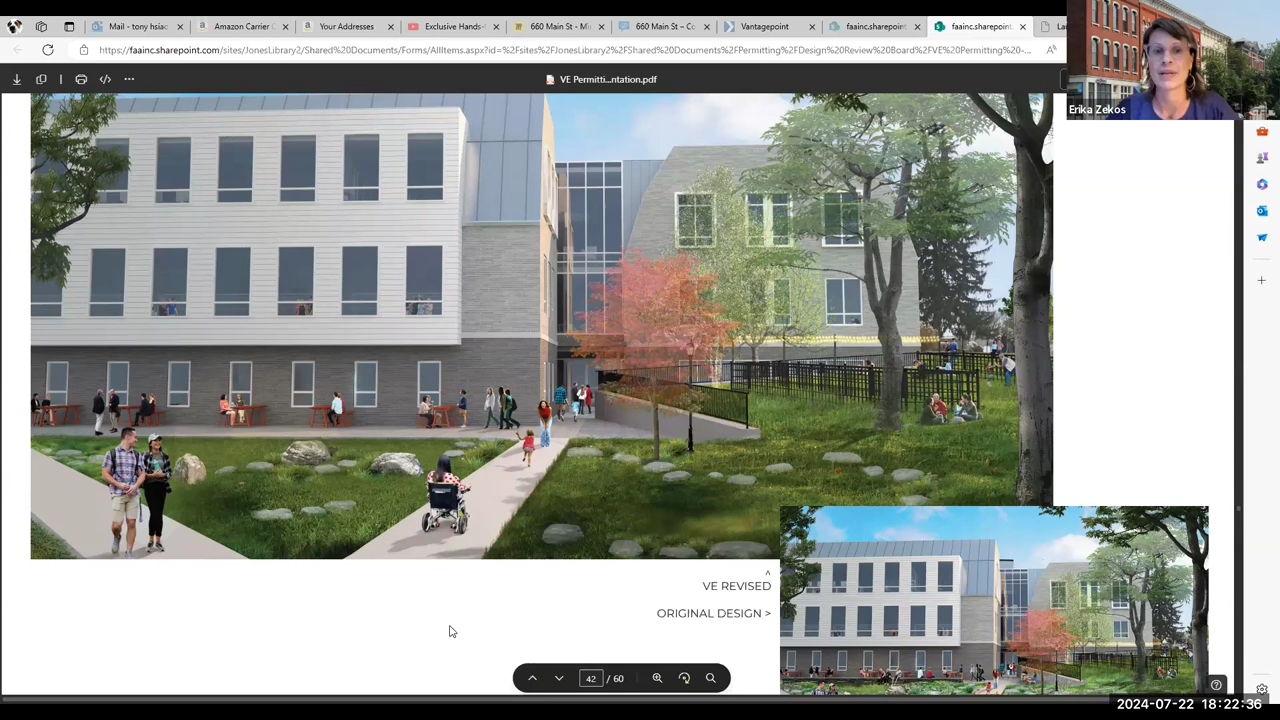 Mail - tony hsiac
Amazon Carrier C
Your Addresses
Exclusive Hands-
660 Main St - Mi
660 Main St – Co
Vantagepoint
faainc.sharepoint
faainc.sharepoint
https://faainc.sharepoint.com/sites/JonesLibrary2/Shared%20Documents/Forms/AllItems.aspx?id=%2Fsites%2FJonesLibrary2%2FShared%20Documents%2FPermitting%2FDesign%20Review%20Board%2FVE%20Permitting%20-...
VE Permitti...ntation.pdf
Erika Zekos
^
VE REVISED
ORIGINAL DESIGN >
42 / 60
2024-07-22 18:22:36